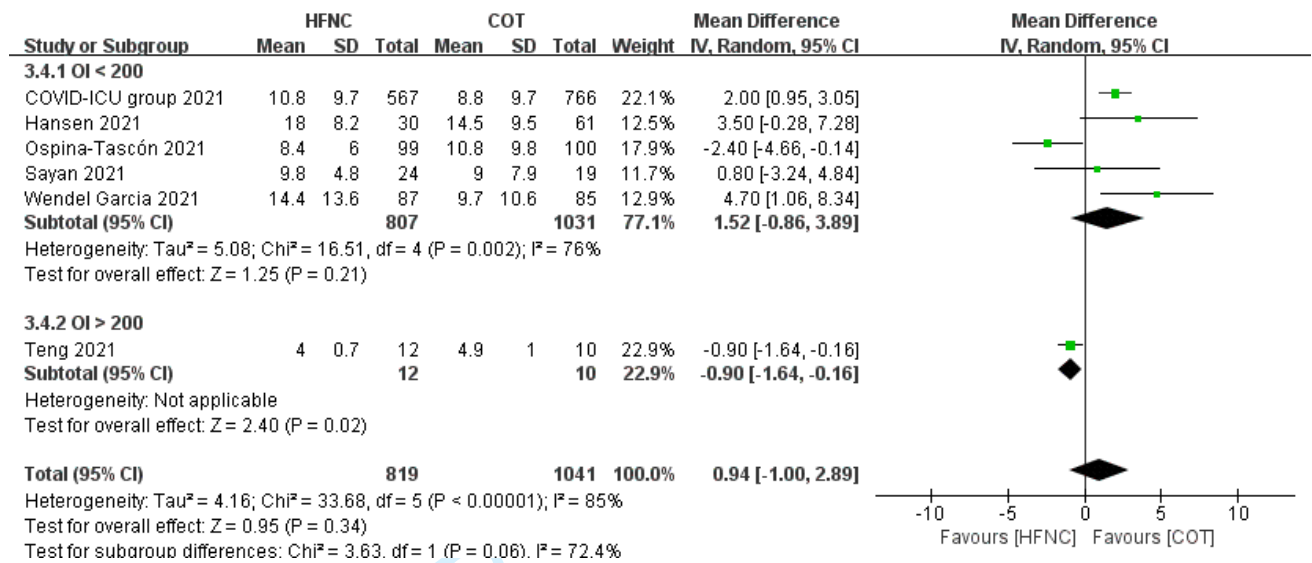 HFNC COT Mean Difference Mean Difference
Study or Subgroup Mean SD Total Mean SD Total Weight IV, Random, 95% CI IV, Random, 95% CI
3.4.1 OI < 200
COVID-ICU group 2021 10.8 9.7 567 8.8 9.7 766 22.1% 2.00 [0.95, 3.05]
Hansen 2021 18 8.2 30 14.5 9.5 61 12.5% 3.50 [-0.28, 7.28]
Ospina-Tascón 2021 8.4 6 99 10.8 9.8 100 17.9% -2.40 [-4.66, -0.14]
Sayan 2021 9.8 4.8 24 9 7.9 19 11.7% 0.80 [-3.24, 4.84]
Wendel Garcia 2021 14.4 13.6 87 9.7 10.6 85 12.9% 4.70 [1.06, 8.34]
Subtotal (95% CI) 807 1031 77.1% 1.52 [-0.86, 3.89]
Heterogeneity: Tau² = 5.08; Chi² = 16.51, df = 4 (P = 0.002); I² = 76%
Test for overall effect: Z = 1.25 (P = 0.21)
3.4.2 OI > 200
Teng 2021 4 0.7 12 4.9 1 10 22.9% -0.90 [-1.64, -0.16]
Subtotal (95% CI) 12 10 22.9% -0.90 [-1.64, -0.16]
Heterogeneity: Not applicable
Test for overall effect: Z = 2.40 (P = 0.02)
Total (95% CI) 819 1041 100.0% 0.94 [-1.00, 2.89]
Heterogeneity: Tau² = 4.16; Chi² = 33.68, df = 5 (P < 0.00001); I² = 85%
Test for overall effect: Z = 0.95 (P = 0.34)
Test for subgroup differences: Chi² = 3.63, df = 1 (P = 0.06), I² = 72.4%
-10 -5 0 5 10
Favours [HFNC] Favours [COT]